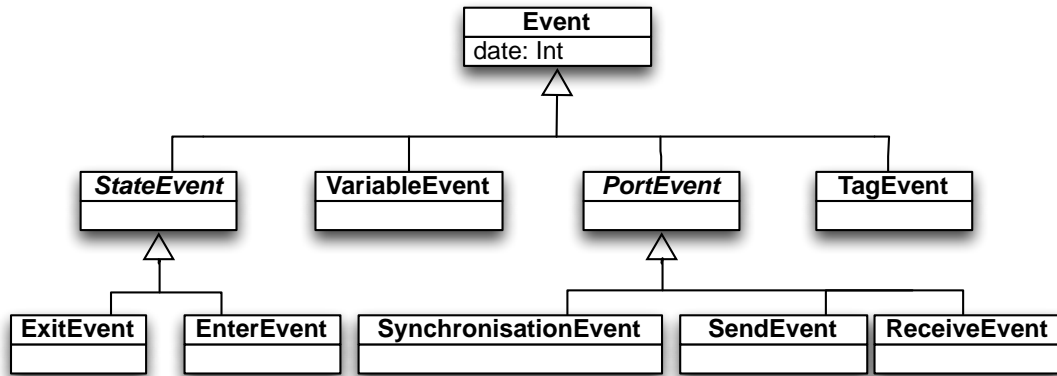 Event
date: Int
StateEvent
VariableEvent
PortEvent
TagEvent
ExitEvent
EnterEvent
SynchronisationEvent
SendEvent
ReceiveEvent